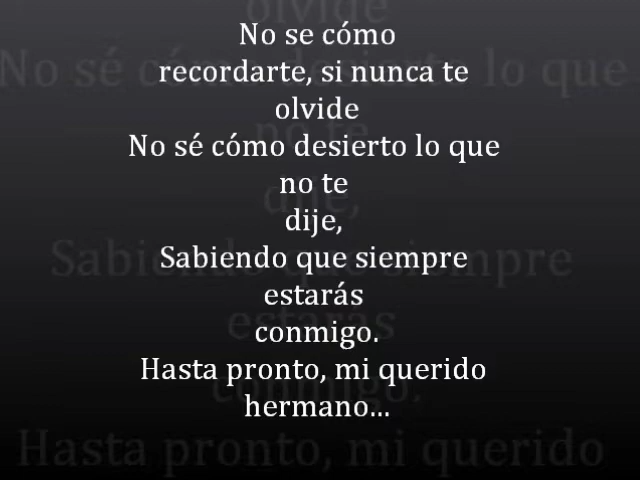 No se cómo
recordarte, si nunca te
olvide
No sé cómo desierto lo que
no te
dije,
Sabiendo que siempre
estarás
conmigo.
Hasta pronto, mi querido
hermano...